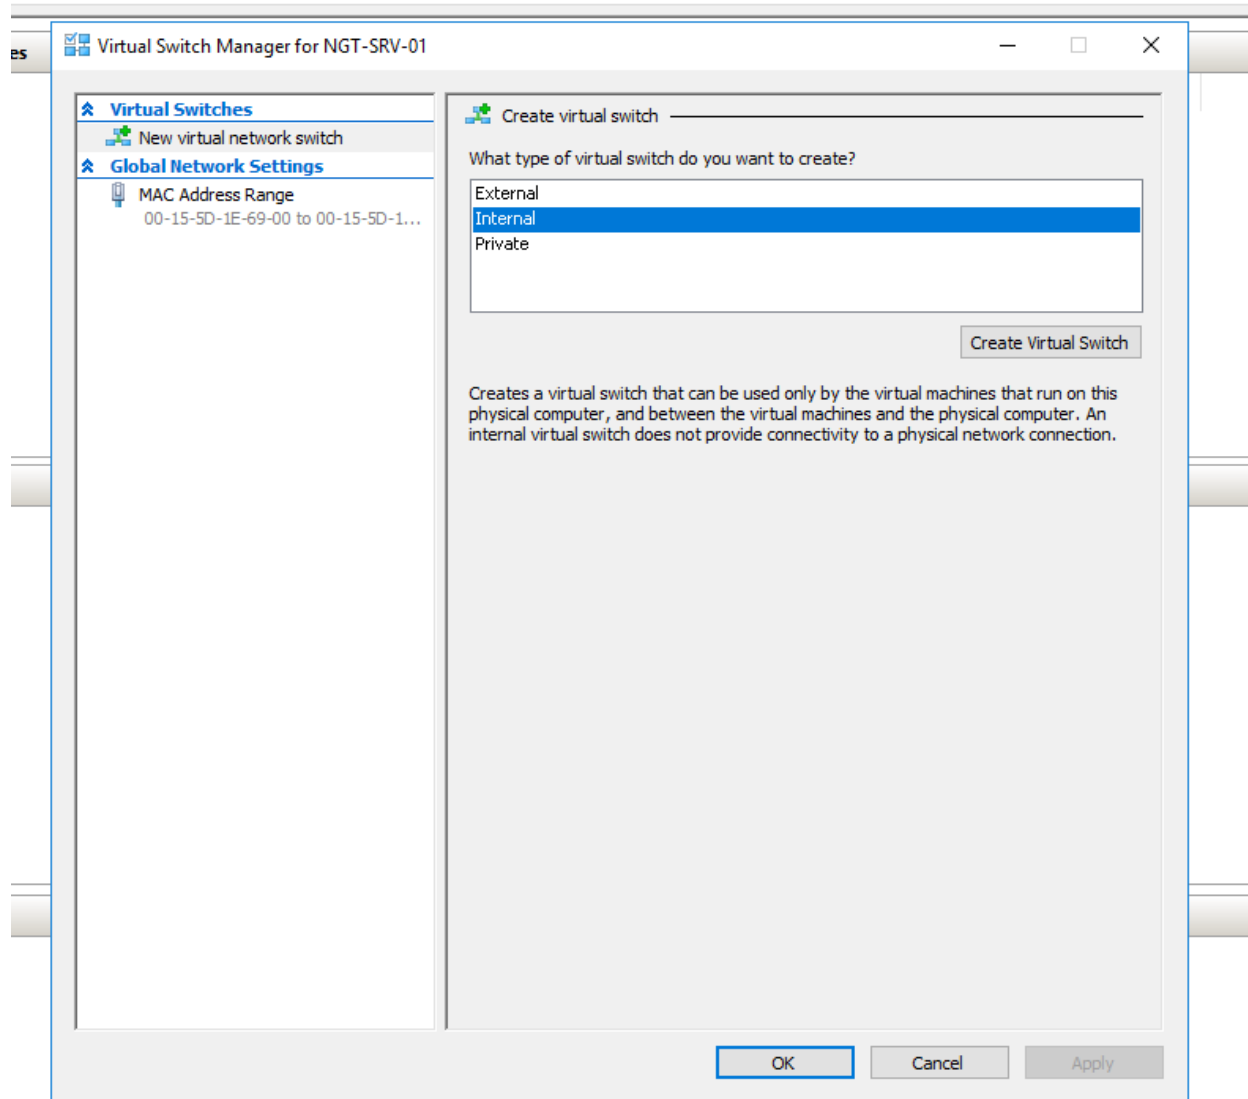 es
Virtual Switch Manager for NGT-SRV-01
Virtual Switches
New virtual network switch
Global Network Settings
MAC Address Range
00-15-5D-1E-69-00 to 00-15-5D-1...
Create virtual switch
What type of virtual switch do you want to create?
External
Internal
Private
Create Virtual Switch
Creates a virtual switch that can be used only by the virtual machines that run on this
physical computer, and between the virtual machines and the physical computer. An
internal virtual switch does not provide connectivity to a physical network connection.
OK
Cancel
Apply